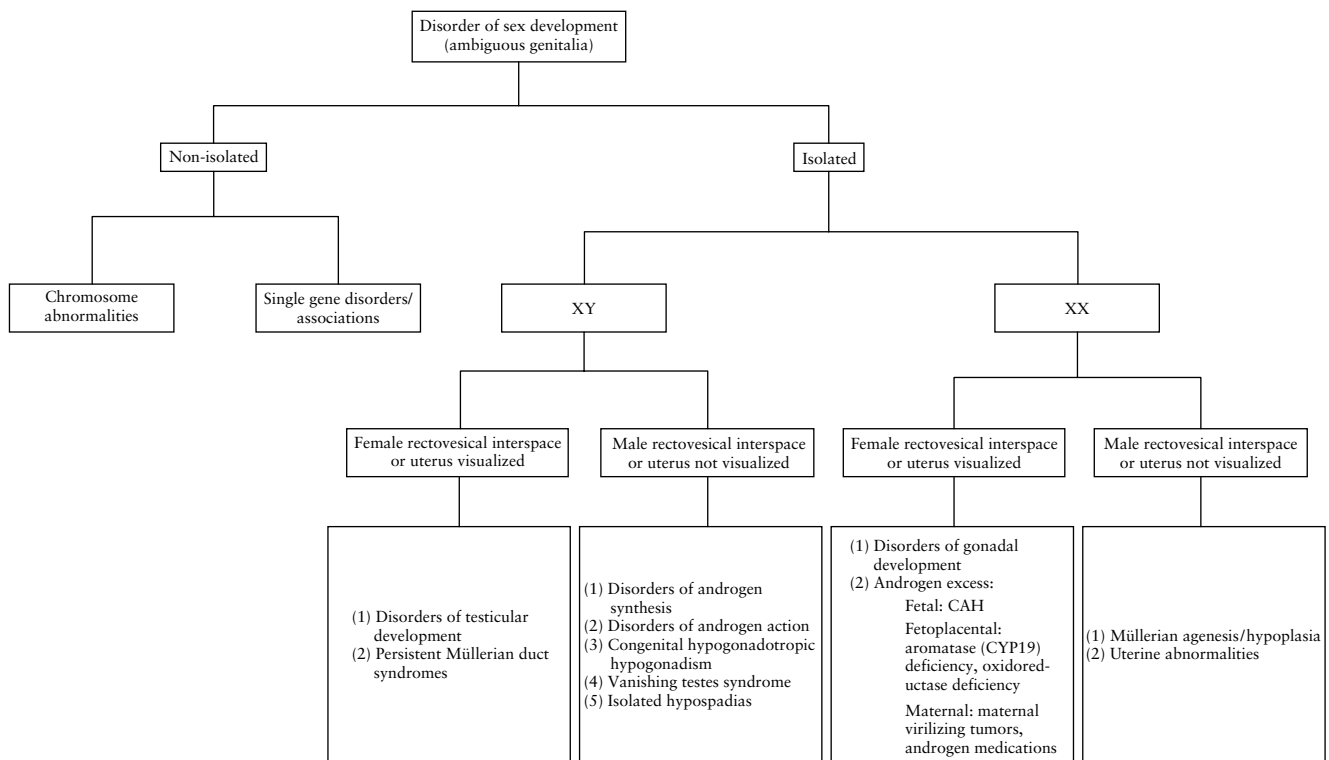 Disorder of sex development
(ambiguous genitalia)
Non-isolated
Isolated
Chromosome
abnormalities
Single gene disorders/
associations
XY
XX
Female rectovesical interspace
or uterus visualized
Male rectovesical interspace
or uterus not visualized
Female rectovesical interspace
or uterus visualized
Male rectovesical interspace
or uterus not visualized
(1) Disorders of testicular
development
(2) Persistent Müllerian duct
syndromes
(1) Disorders of androgen
synthesis
(2) Disorders of androgen action
(3) Congenital hypogonadotropic
hypogonadism
(4) Vanishing testes syndrome
(5) Isolated hypospadias
(1) Disorders of gonadal
development
(2) Androgen excess:
Fetal: CAH
Fetoplacental:
aromatase (CYP19)
deficiency, oxidored-
uctase deficiency
Maternal: maternal
virilizing tumors,
androgen medications
(1) Müllerian agenesis/hypoplasia
(2) Uterine abnormalities